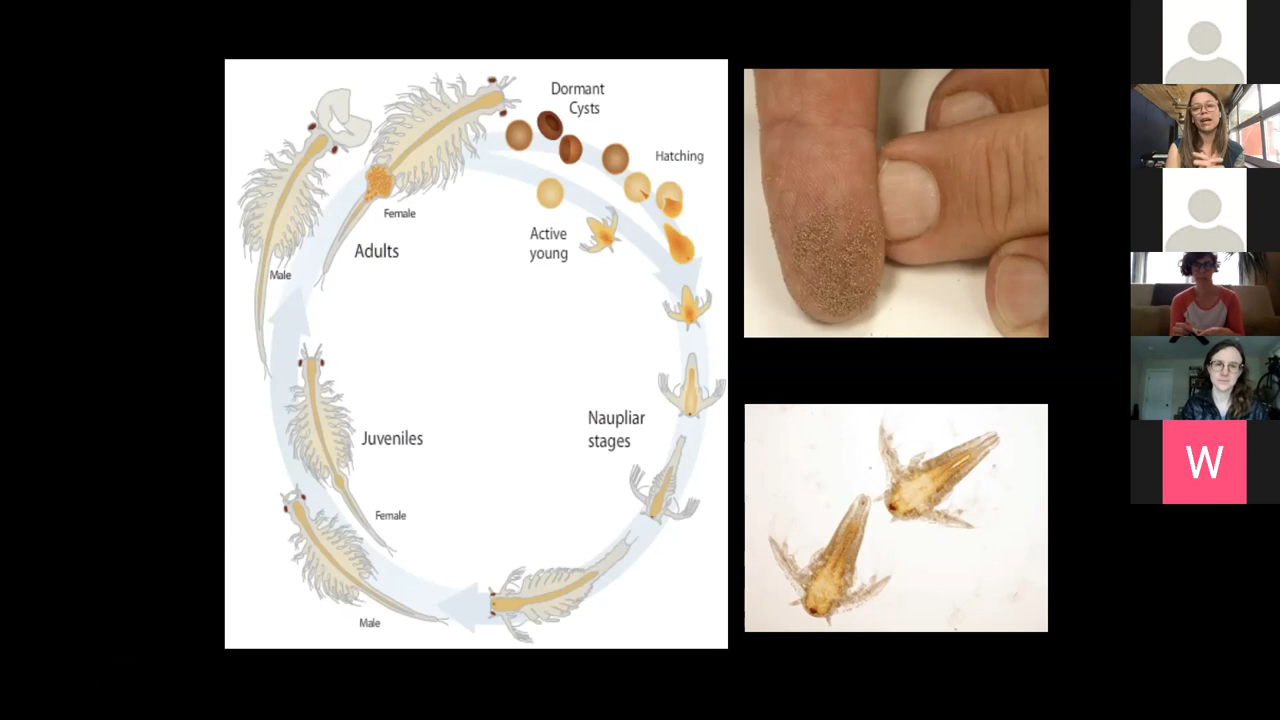 Dormant
Cysts
Hatching
Female
Active
young
Adults
Male
Naupliar
stages
Juveniles
Female
Male
W